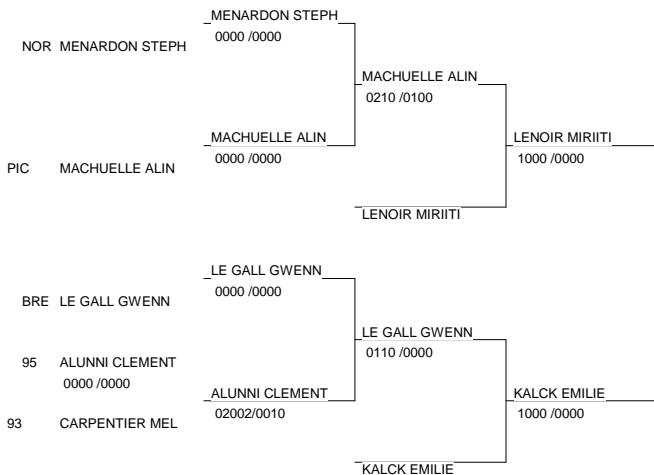 MENARDON STEPH
NOR MENARDON STEPH 0000 /0000
MACHUELLE ALIN
0210 /0100
MACHUELLE ALIN LENOIR MIRIITI
PIC MACHUELLE ALIN 0000 /0000 1000 /0000
LENOIR MIRIITI
LE GALL GWENN
BRE LE GALL GWENN 0000 /0000
LE GALL GWENN
95 ALUNNI CLEMENT 0110 /0000
0000 /0000
ALUNNI CLEMENT KALCK EMILIE
93 CARPENTIER MEL 02002/0010 1000 /0000
KALCK EMILIE